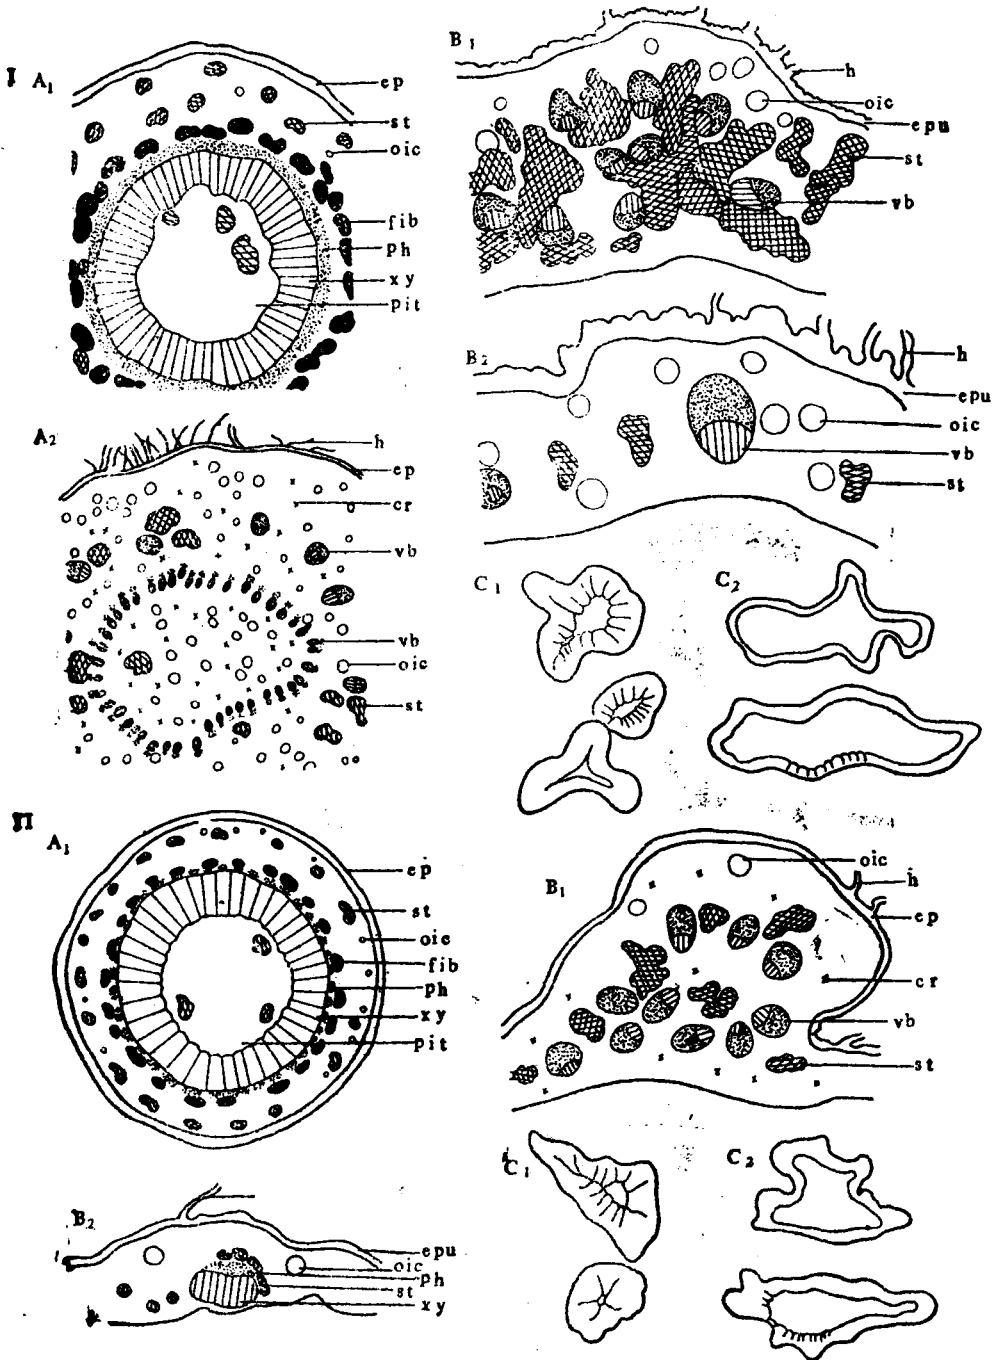 I
A1
ep
st
oic
fib
ph
xy
pit
B1
h
oic
epu
st
vb
A2
h
ep
cr
vb
vb
oic
st
B2
h
epu
oic
vb
st
C1
C2
II
A1
ep
st
oic
fib
ph
xy
pit
B1
oic
h
ep
cr
vb
st
B2
epu
oic
ph
st
xy
C1
C2